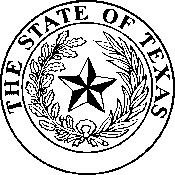 THE STATE OF TEXAS